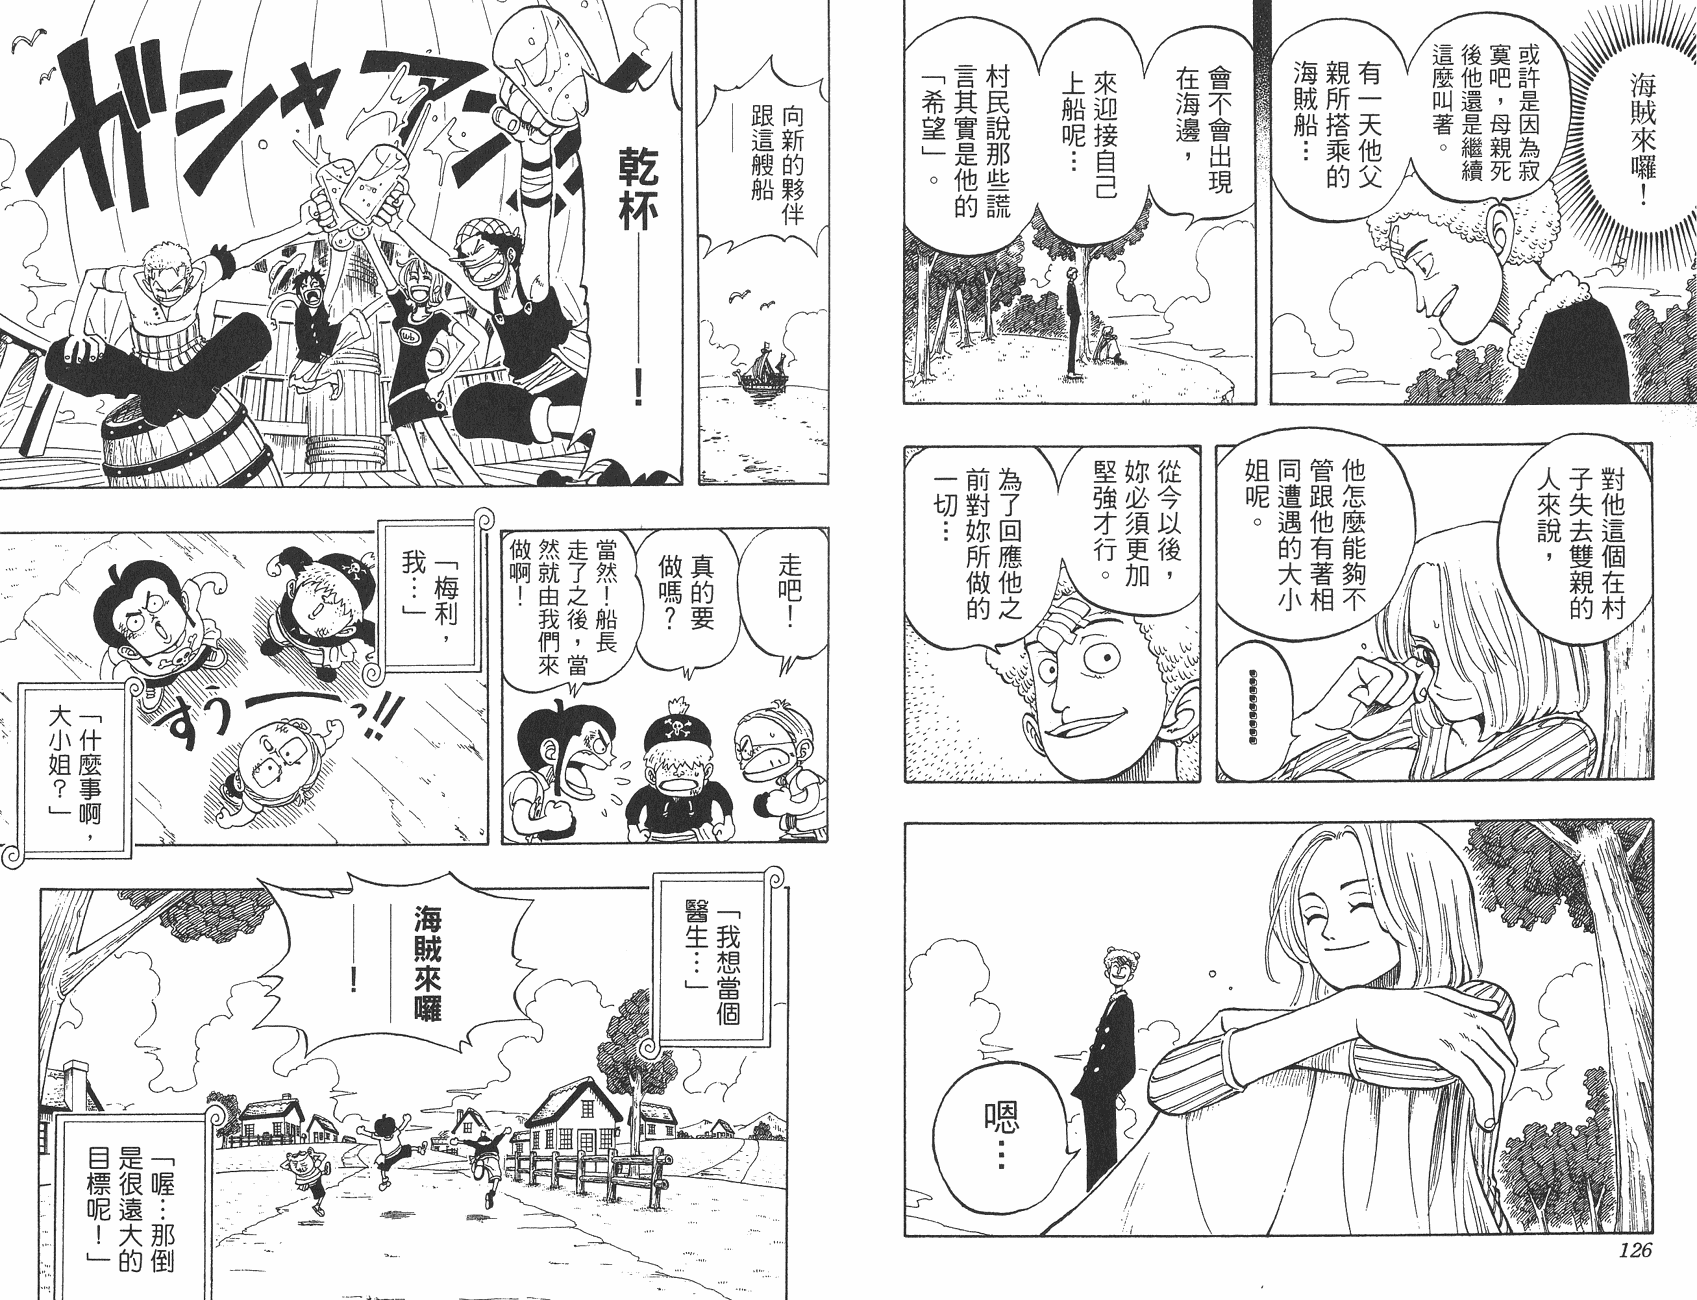 海賊來囉！
或許是因為寂
寞吧，母親死
後他還是繼續
這麼叫著。
有一天他父
親所搭乘的
海賊船…
會不會出現
在海邊，
來迎接自己
上船呢…
村民說那些謊
言其實是他的
「希望」。
對他這個在村
子失去雙親的
人來說，
他怎麼能夠不
管跟他有著相
同遭遇的大小
姐呢。
………
從今以後，
妳必須更加
堅強才行。
為了回應他之
前對妳所做的
一切…
嗯…
126
向新的夥伴
跟這艘船
——
乾杯——！
ガシャアン
Wb
走吧！
真的要
做嗎？
當然！船長
走了之後，當
然就由我們來
做啊！
「梅利，
我…」
すうーっ!!
「什麼事啊，
大小姐？」
「我想當個
醫生…」
海賊來囉
——
——！
「喔…那倒
是很遠大的
目標呢！」